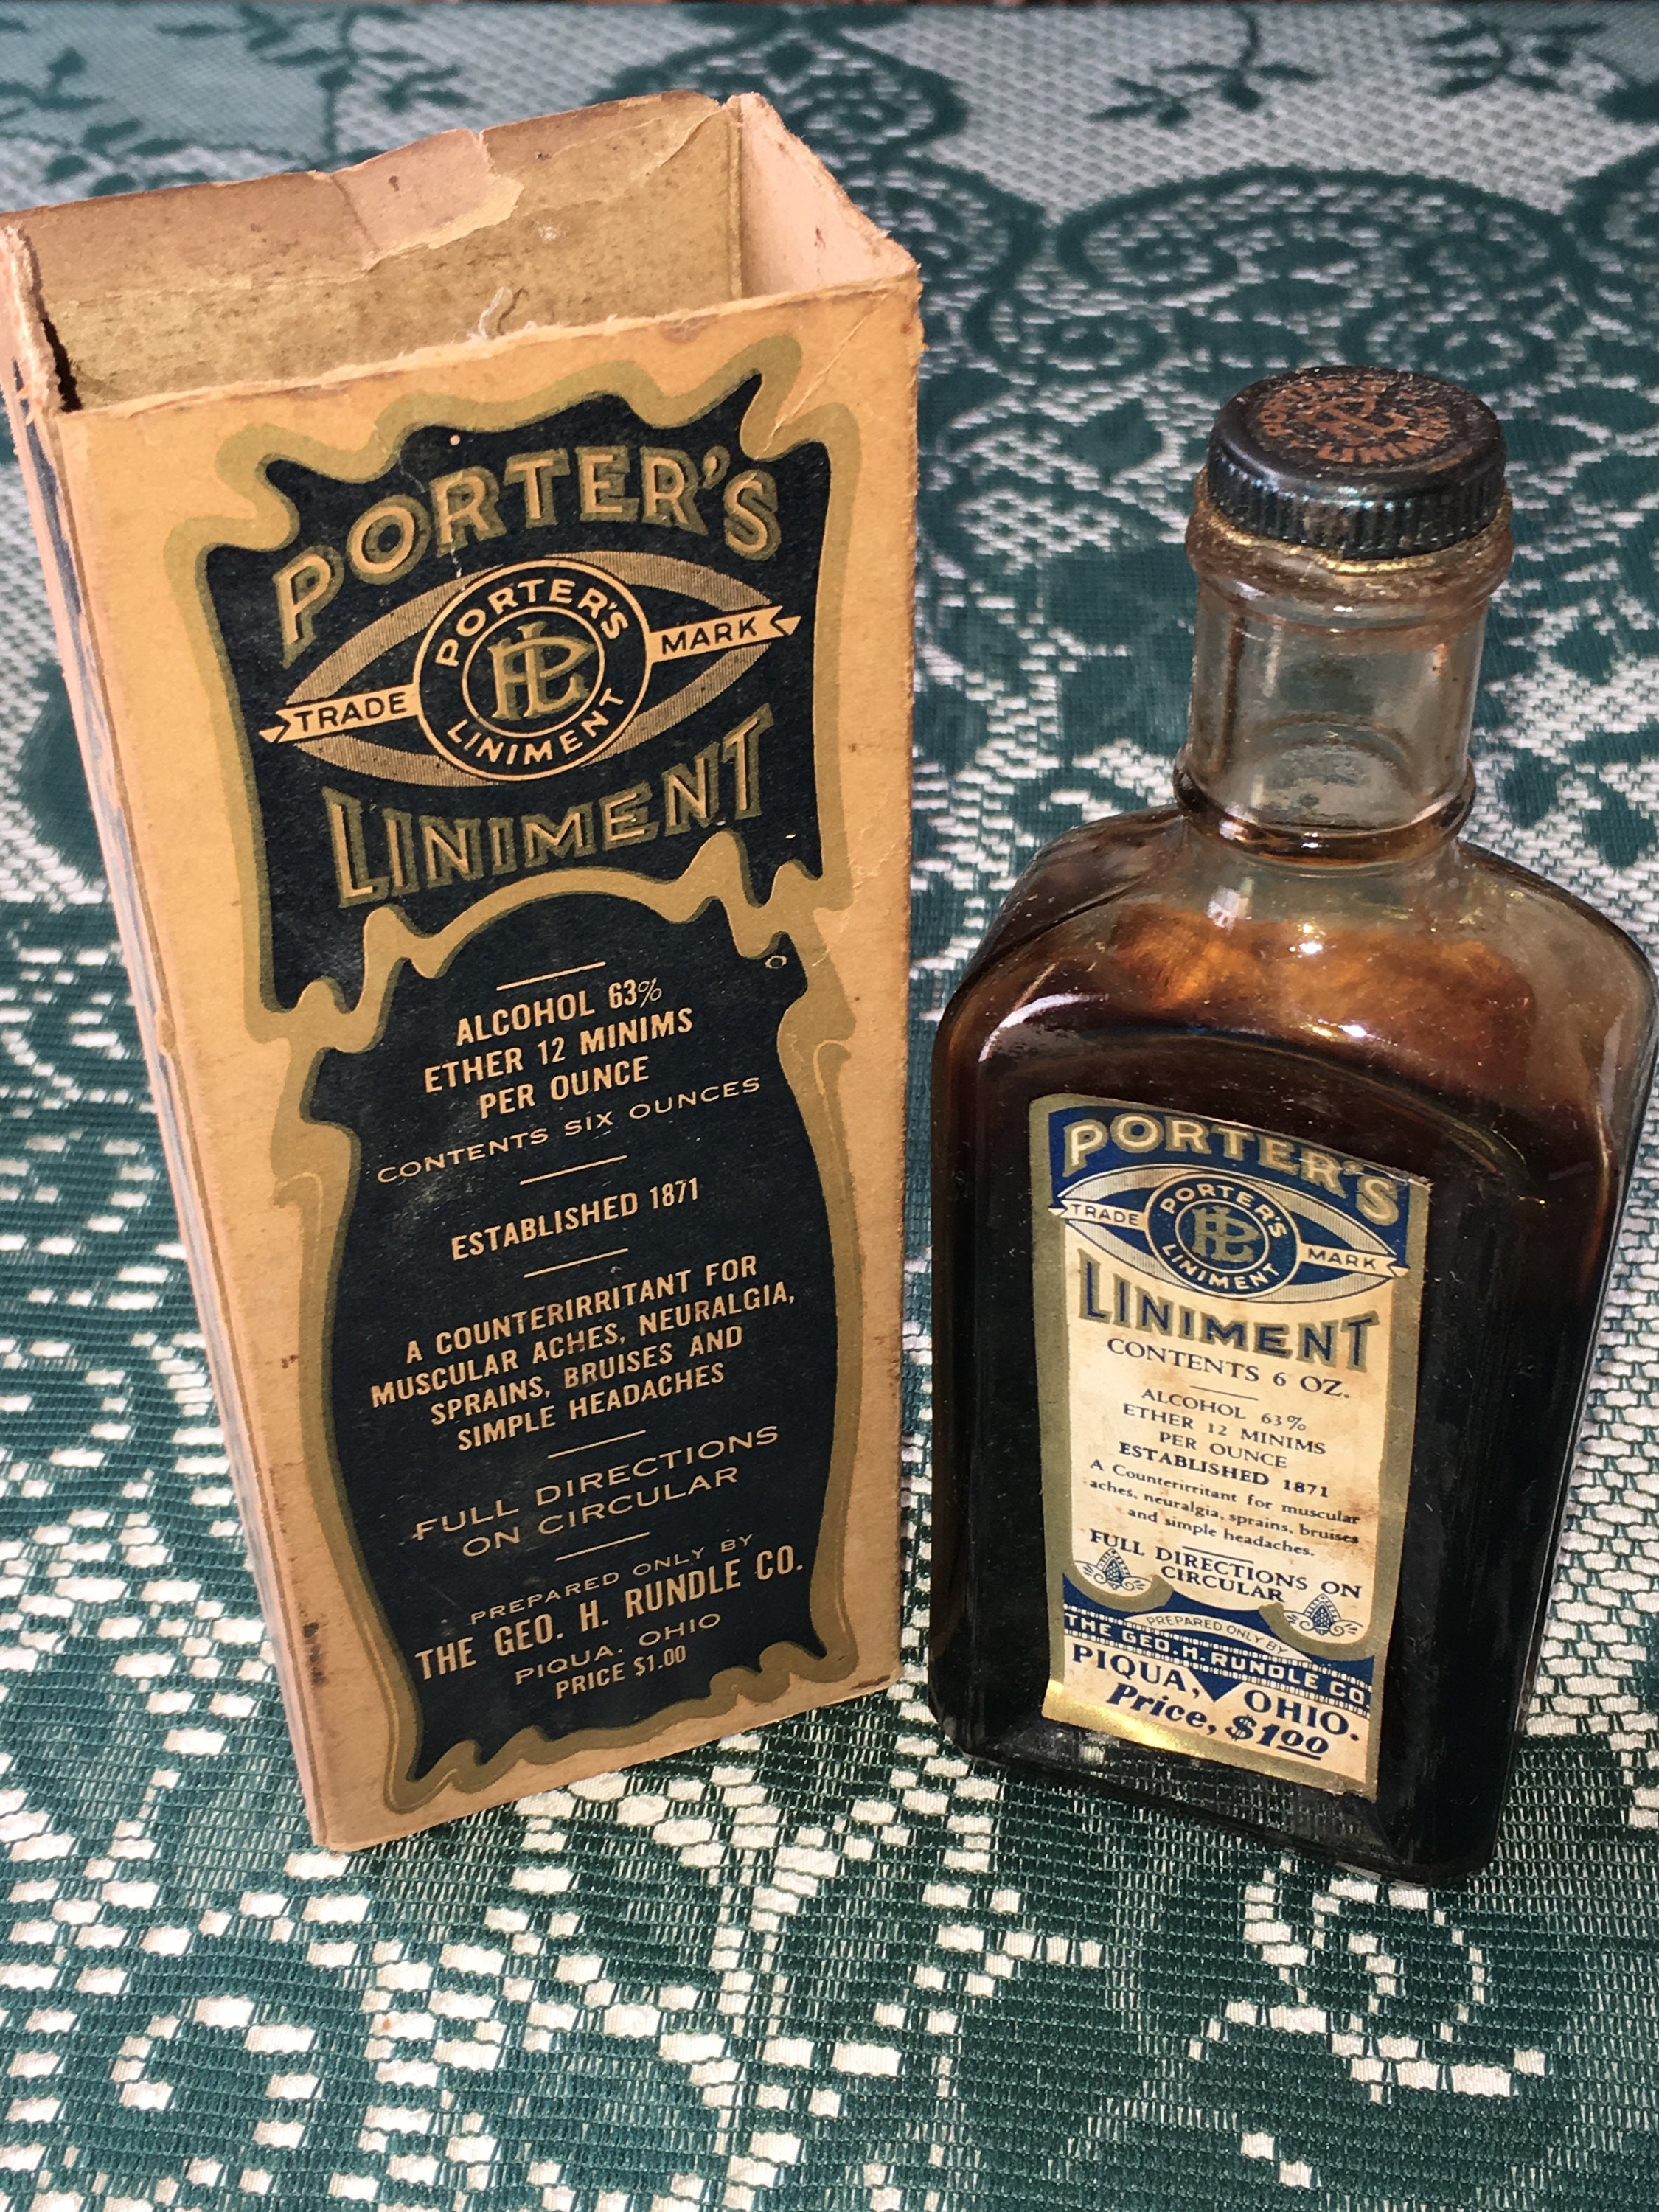 PORTER'S
TRADE MARK
PORTER'S
PL
LINIMENT
LINIMENT
ALCOHOL 63%
ETHER 12 MINIMS
PER OUNCE
CONTENTS SIX OUNCES
ESTABLISHED 1871
A COUNTERIRRITANT FOR
MUSCULAR ACHES, NEURALGIA,
SPRAINS, BRUISES AND
SIMPLE HEADACHES
FULL DIRECTIONS
ON CIRCULAR
PREPARED ONLY BY
THE GEO. H. RUNDLE CO.
PIQUA, OHIO
PRICE $1.00
LINIMENT
PORTER'S
TRADE MARK
PORTER'S
PL
LINIMENT
LINIMENT
CONTENTS 6 OZ.
ALCOHOL 63%
ETHER 12 MINIMS
PER OUNCE
ESTABLISHED 1871
A Counterirritant for muscular
aches, neuralgia, sprains, bruises
and simple headaches.
FULL DIRECTIONS ON
CIRCULAR
PREPARED ONLY BY
THE GEO. H. RUNDLE CO.
PIQUA, OHIO.
Price, $1.00